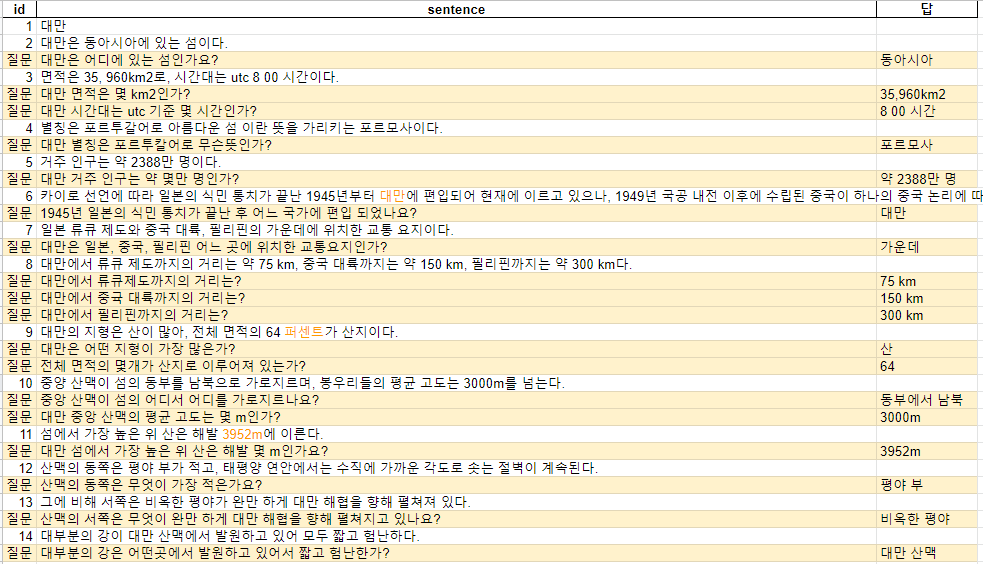 id sentence 답
1 대만
2 대만은 동아시아에 있는 섬이다.
질문 대만은 어디에 있는 섬인가요? 동아시아
3 면적은 35, 960km2로, 시간대는 utc 8 00 시간이다.
질문 대만 면적은 몇 km2인가? 35,960km2
질문 대만 시간대는 utc 기준 몇 시간인가? 8 00 시간
4 별칭은 포르투갈어로 아름다운 섬 이란 뜻을 가리키는 포르모사이다.
질문 대만 별칭은 포르투칼어로 무슨뜻인가? 포르모사
5 거주 인구는 약 2388만 명이다.
질문 대만 거주 인구는 약 몇만 명인가? 약 2388만 명
6 카이로 선언에 따라 일본의 식민 통치가 끝난 1945년부터 대만에 편입되어 현재에 이르고 있으나, 1949년 국공 내전 이후에 수립된 중국이 하나의 중국 논리에 따
질문 1945년 일본의 식민 통치가 끝난 후 어느 국가에 편입 되었나요? 대만
7 일본 류큐 제도와 중국 대륙, 필리핀의 가운데에 위치한 교통 요지이다.
질문 대만은 일본, 중국, 필리핀 어느 곳에 위치한 교통요지인가? 가운데
8 대만에서 류큐 제도까지의 거리는 약 75 km, 중국 대륙까지는 약 150 km, 필리핀까지는 약 300 km다.
질문 대만에서 류큐제도까지의 거리는? 75 km
질문 대만에서 중국 대륙까지의 거리는? 150 km
질문 대만에서 필리핀까지의 거리는? 300 km
9 대만의 지형은 산이 많아, 전체 면적의 64 퍼센트가 산지이다.
질문 대만은 어떤 지형이 가장 많은가? 산
질문 전체 면적의 몇개가 산지로 이루어져 있는가? 64
10 중앙 산맥이 섬의 동부를 남북으로 가로지르며, 봉우리들의 평균 고도는 3000m를 넘는다.
질문 중앙 산맥이 섬의 어디서 어디를 가로지르나요? 동부에서 남북
질문 대만 중앙 산맥의 평균 고도는 몇 m인가? 3000m
11 섬에서 가장 높은 위 산은 해발 3952m에 이른다.
질문 대만 섬에서 가장 높은 위 산은 해발 몇 m인가요? 3952m
12 산맥의 동쪽은 평야 부가 적고, 태평양 연안에서는 수직에 가까운 각도로 솟는 절벽이 계속된다.
질문 산맥의 동쪽은 무엇이 가장 적은가요? 평야 부
13 그에 비해 서쪽은 비옥한 평야가 완만 하게 대만 해협을 향해 펼쳐져 있다.
질문 산맥의 서쪽은 무엇이 완만 하게 대만 해협을 향해 펼쳐지고 있나요? 비옥한 평야
14 대부분의 강이 대만 산맥에서 발원하고 있어 모두 짧고 험난하다.
질문 대부분의 강은 어떤곳에서 발원하고 있어서 짧고 험난한가? 대만 산맥